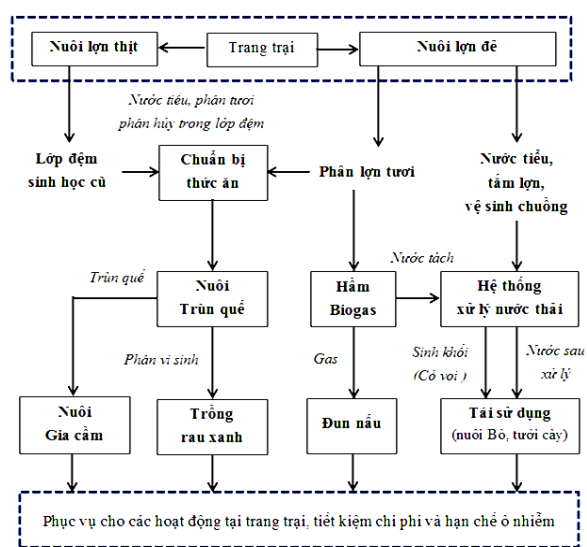 Nuôi lợn thịt
Trang trại
Nuôi lợn đẻ
Nước tiểu, phân tươi
phân hủy trong lớp đệm
Lớp đệm
sinh học cũ
Chuẩn bị
thức ăn
Phân lợn tươi
Nước tiểu,
tắm lợn,
vệ sinh chuồng
Nước tách
Trùn quế
Nuôi
Trùn quế
Hầm
Biogas
Hệ thống
xử lý nước thải
Phân vi sinh
Gas
Sinh khối
(Cỏ voi )
Nước sau
xử lý
Nuôi
Gia cầm
Trồng
rau xanh
Đun nấu
Tái sử dụng
(nuôi Bò, tưới cây)
Phục vụ cho các hoạt động tại trang trại, tiết kiệm chi phí và hạn chế ô nhiễm